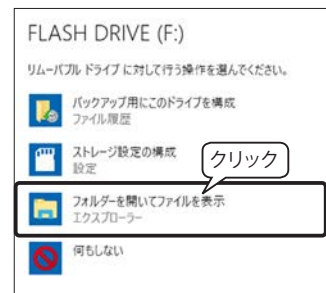 FLASH DRIVE (F:)
リムーバブル ドライブ に対して行う操作を選んでください。
バックアップ用にこのドライブを構成
ファイル履歴
ストレージ設定の構成
設定
クリック
フォルダーを開いてファイルを表示
エクスプローラー
何もしない